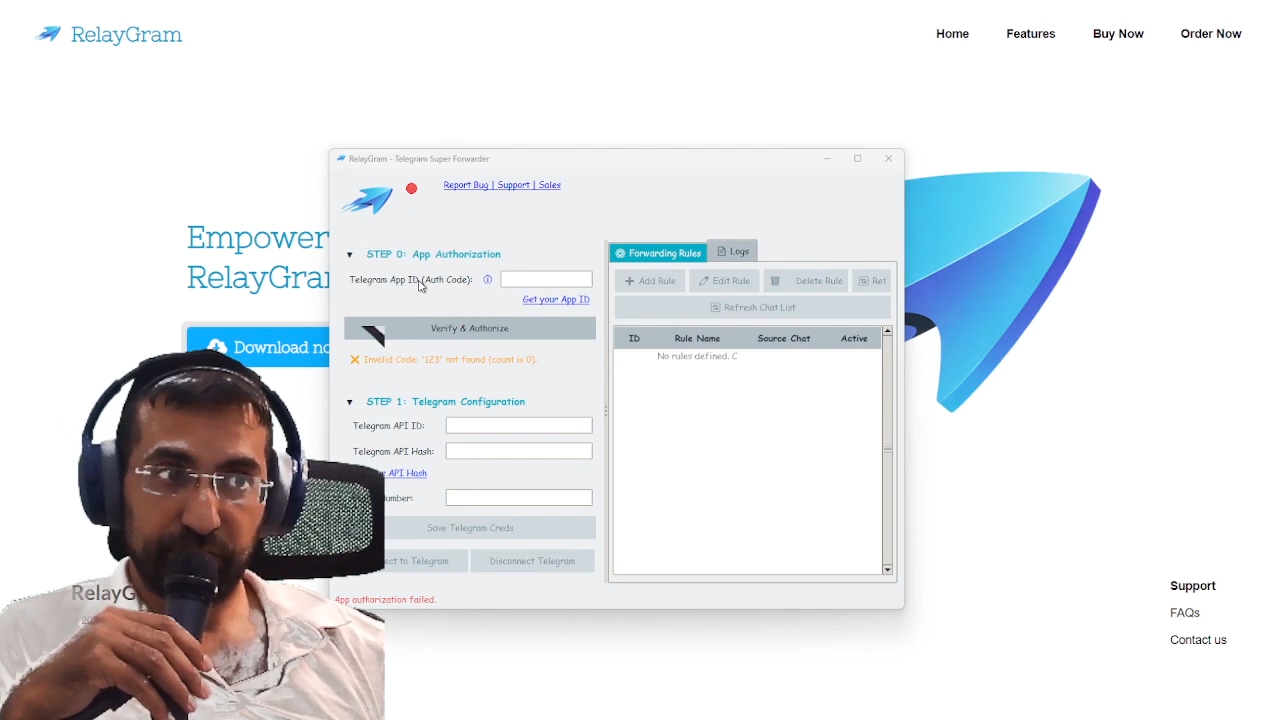 RelayGram
Home
Features
Buy Now
Order Now
Empower
RelayGra
Download no
RelayGram - Telegram Super Forwarder
Report Bug | Support | Sales
STEP 0: App Authorization
Telegram App ID (Auth Code):
Get your App ID
Verify & Authorize
Invalid Code: '123' not found (count is 0).
STEP 1: Telegram Configuration
Telegram API ID:
Telegram API Hash:
API Hash
Save Telegram Creds
to Telegram
Disconnect Telegram
App authorization failed.
Forwarding Rules
Logs
Add Rule
Edit Rule
Delete Rule
Ret
Refresh Chat List
ID Rule Name Source Chat Active
No rules defined. C
RelayG
Support
FAQs
Contact us